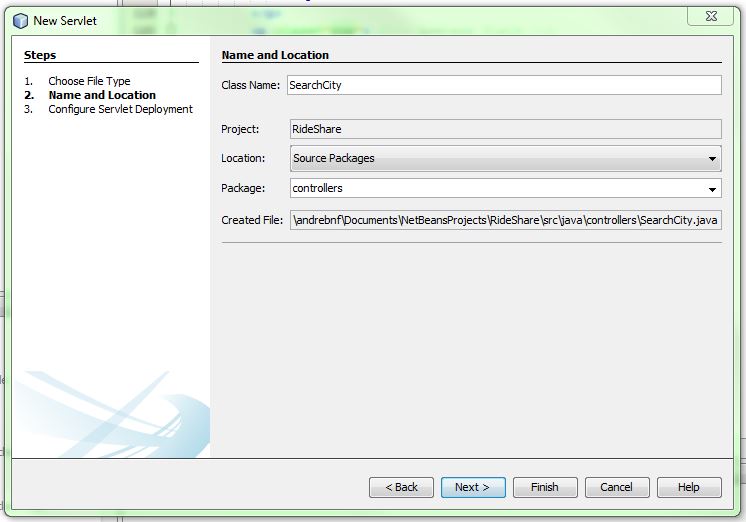 New Servlet
Steps
1. Choose File Type
2. Name and Location
3. Configure Servlet Deployment
Name and Location
Class Name: SearchCity
Project: RideShare
Location: Source Packages
Package: controllers
Created File: \andrebnf\Documents\NetBeansProjects\RideShare\src\java\controllers\SearchCity.java
< Back Next > Finish Cancel Help